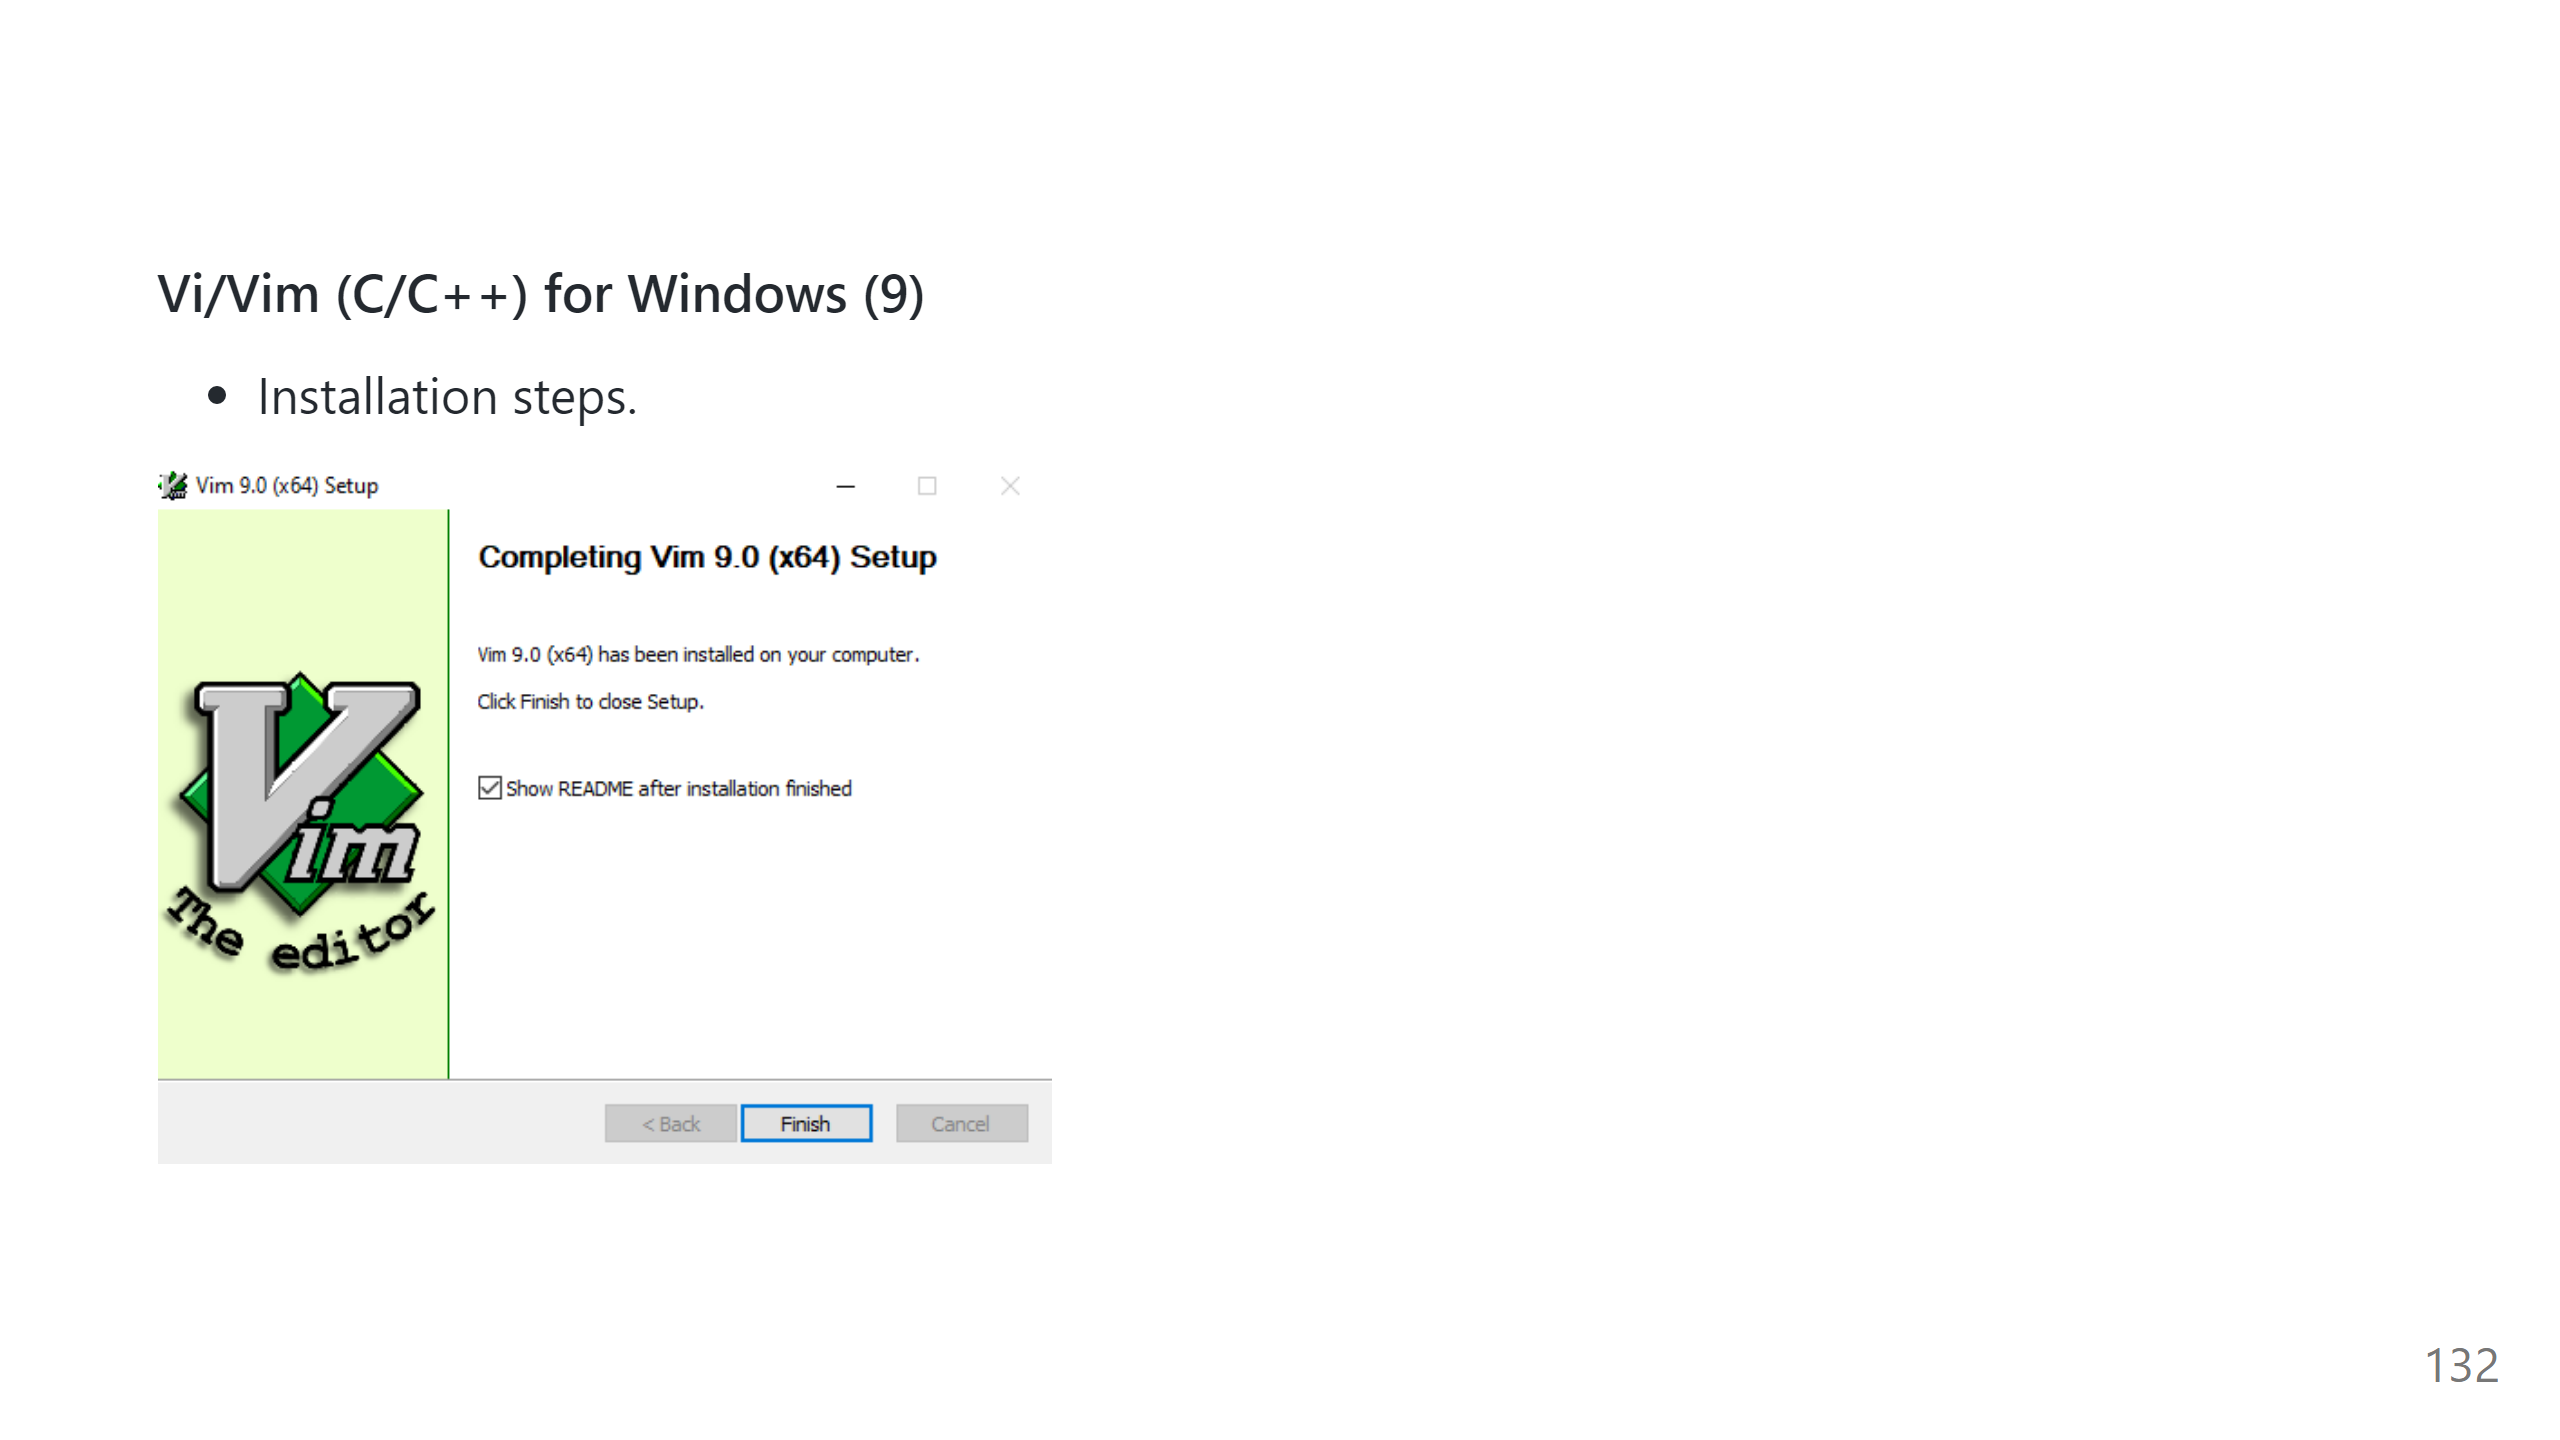 Vi/Vim (C/C++) for Windows (9)
• Installation steps.
Vim 9.0 (x64) Setup
Completing Vim 9.0 (x64) Setup
Vim 9.0 (x64) has been installed on your computer.
Click Finish to close Setup.
Show README after installation finished
Vim
The editor
< Back Finish Cancel
132